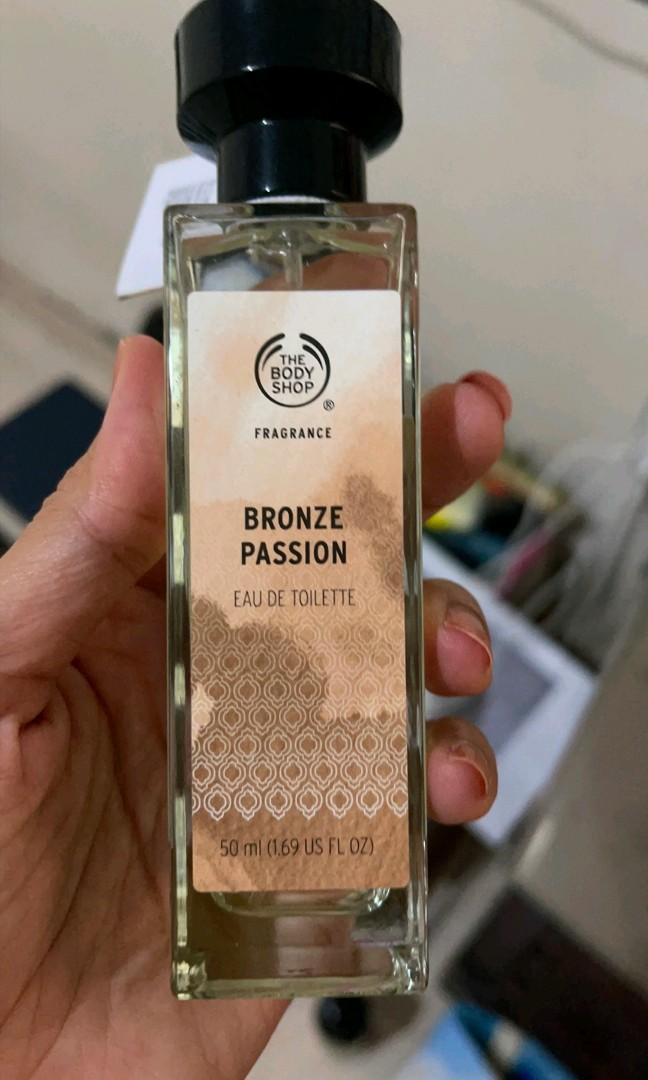 THE
BODY
SHOP
®
FRAGRANCE
BRONZE
PASSION
EAU DE TOILETTE
50 ml (1.69 US FL OZ)